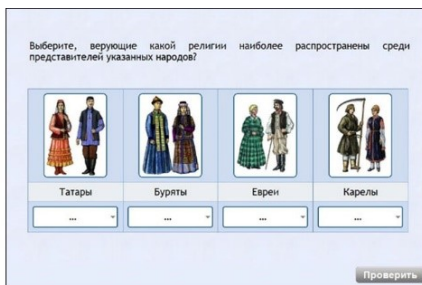 Выберите, верующие какой религии наиболее распространены среди
представителей указанных народов?
Татары Буряты Евреи Карелы
... ... ... ...
Проверить